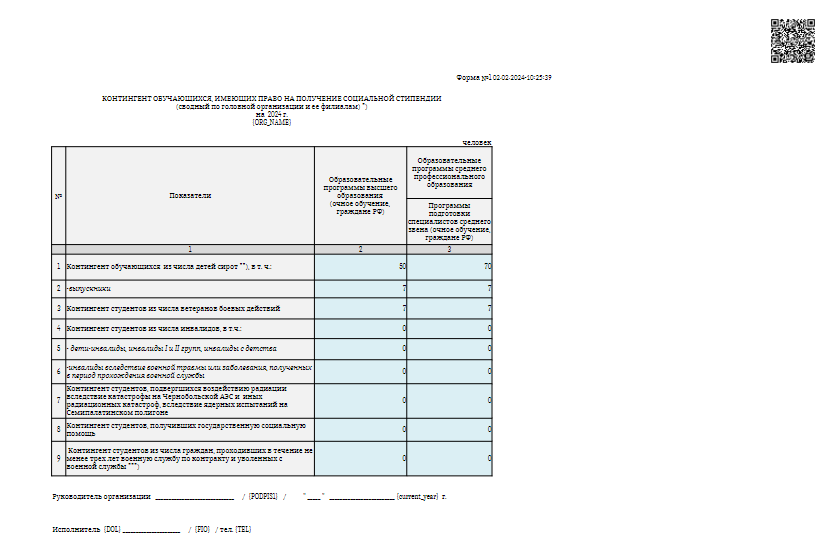 Форма №1 02-02-2024-10:25:39
КОНТИНГЕНТ ОБУЧАЮЩИХСЯ, ИМЕЮЩИХ ПРАВО НА ПОЛУЧЕНИЕ СОЦИАЛЬНОЙ СТИПЕНДИИ
(сводный по головной организации и ее филиалам) *)
на 2024 г.
{ORG_NAME}
человек
№
Показатели
Образовательные
программы высшего
образования
(очное обучение,
граждане РФ)
Образовательные
программы среднего
профессионального
образования
Программы
подготовки
специалистов среднего
звена (очное обучение,
граждане РФ)
1 2 3
1 Контингент обучающихся из числа детей сирот **), в т. ч.: 50 70
2 -выпускники 7 7
3 Контингент студентов из числа ветеранов боевых действий 7 7
4 Контингент студентов из числа инвалидов, в т.ч.: 0 0
5 - дети-инвалиды, инвалиды I и II групп, инвалиды с детства 0 0
6 -инвалиды вследствие военной травмы или заболевания, полученных
в период прохождения военной службы 0 0
7 Контингент студентов, подвергшихся воздействию радиации
вследствие катастрофы на Чернобольской АЭС и иных
радиационных катастроф, вследствие ядерных испытаний на
Семипалатинском полигоне 0 0
8 Контингент студентов, получивших государственную социальную
помощь 0 0
9 Контингент студентов из числа граждан, проходивших в течение не
менее трех лет военную службу по контракту и уволенных с
военной службы ***) 0 0
Руководитель организации ____________________ / {PODPIS1} / "____" ____________________ {current_year} г.
Исполнитель {DOL} ____________________ / {FIO} / тел. {TEL}